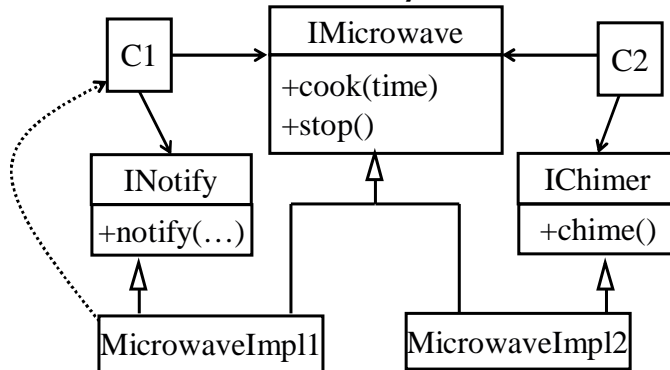 C1
IMicrowave
+cook(time)
+stop()
C2
INotify
+notify(…)
IChimer
+chime()
MicrowaveImpl1
MicrowaveImpl2